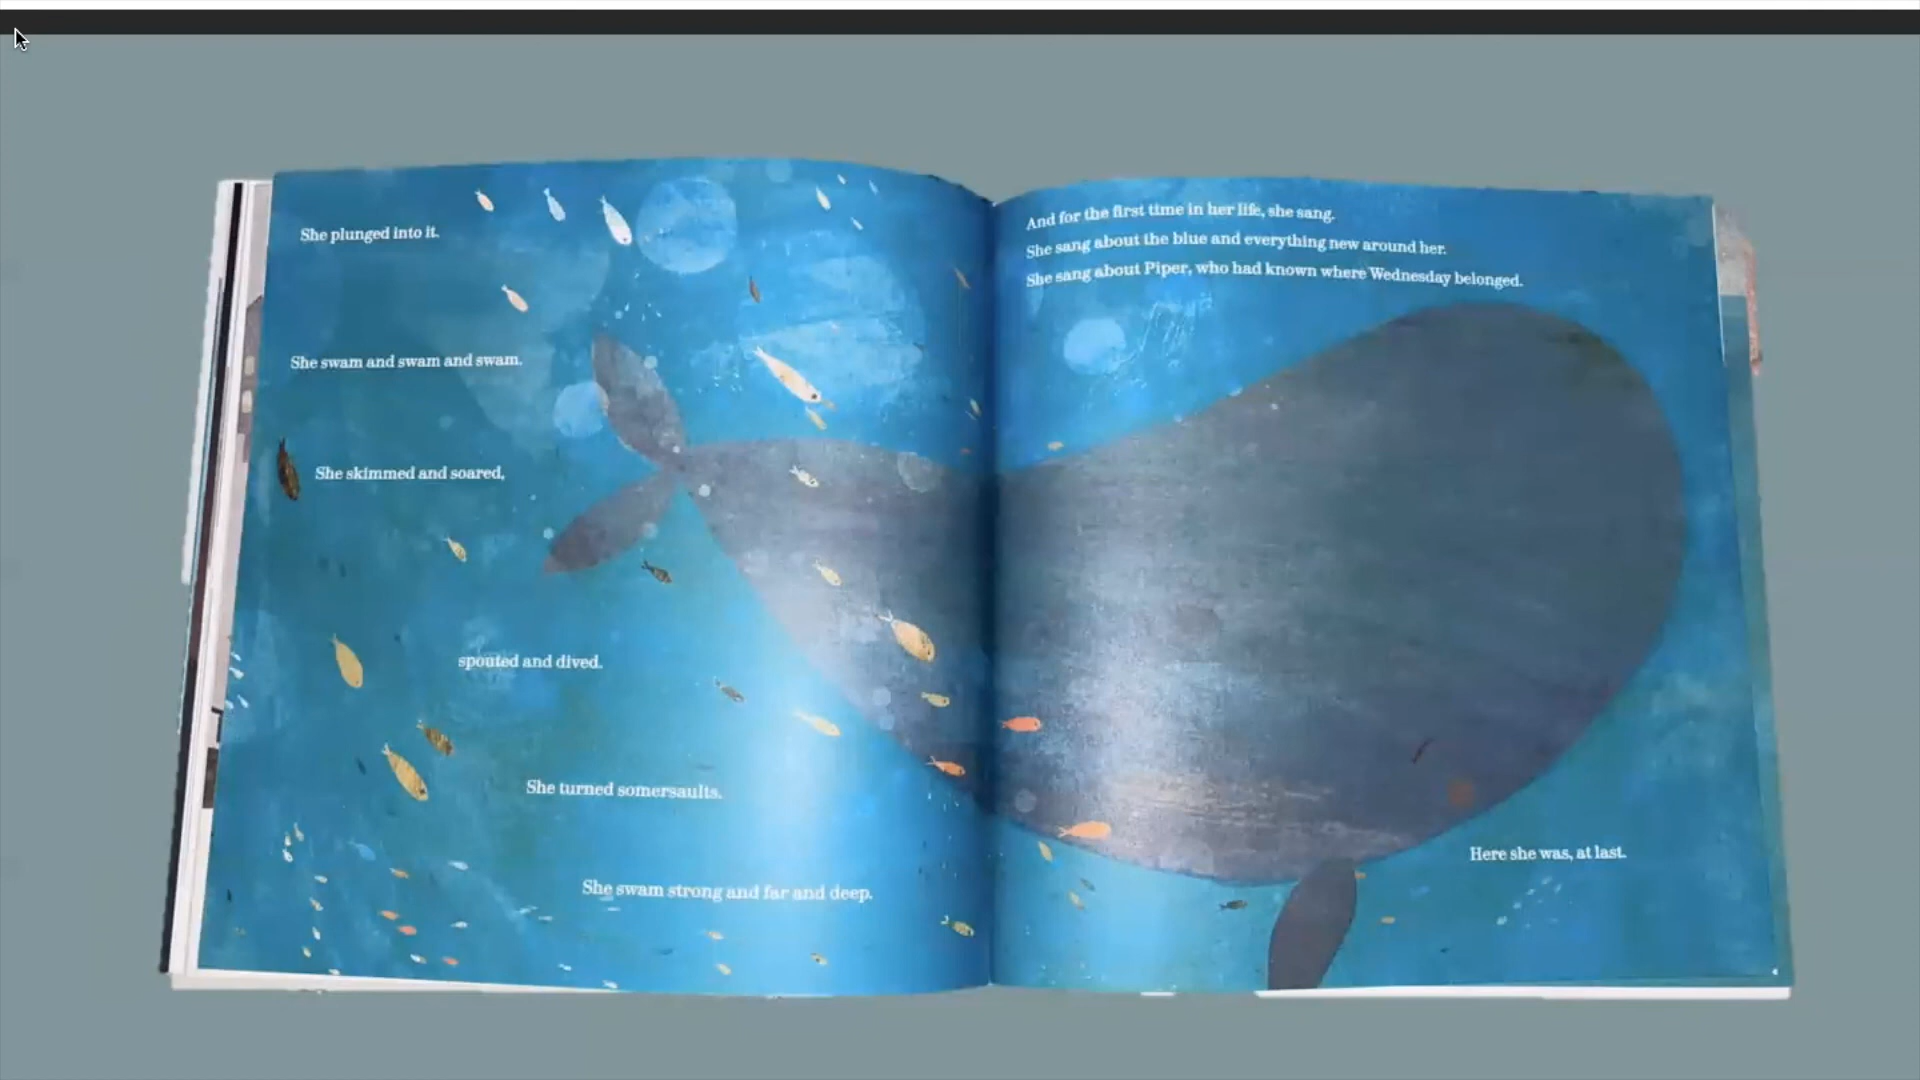 She plunged into it.
She swam and swam and swam.
She skimmed and soared,
spouted and dived.
She turned somersaults.
She swam strong and far and deep.
And for the first time in her life, she sang.
She sang about the blue and everything new around her.
She sang about Piper, who had known where Wednesday belonged.
Here she was, at last.